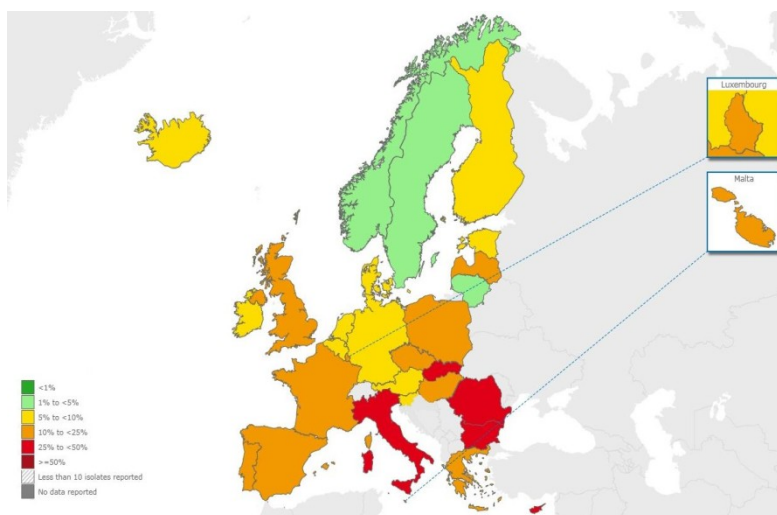 Luxembourg
Malta
<1%
1% to <5%
5% to <10%
10% to <25%
25% to <50%
>=50%
Less than 10 isolates reported
No data reported